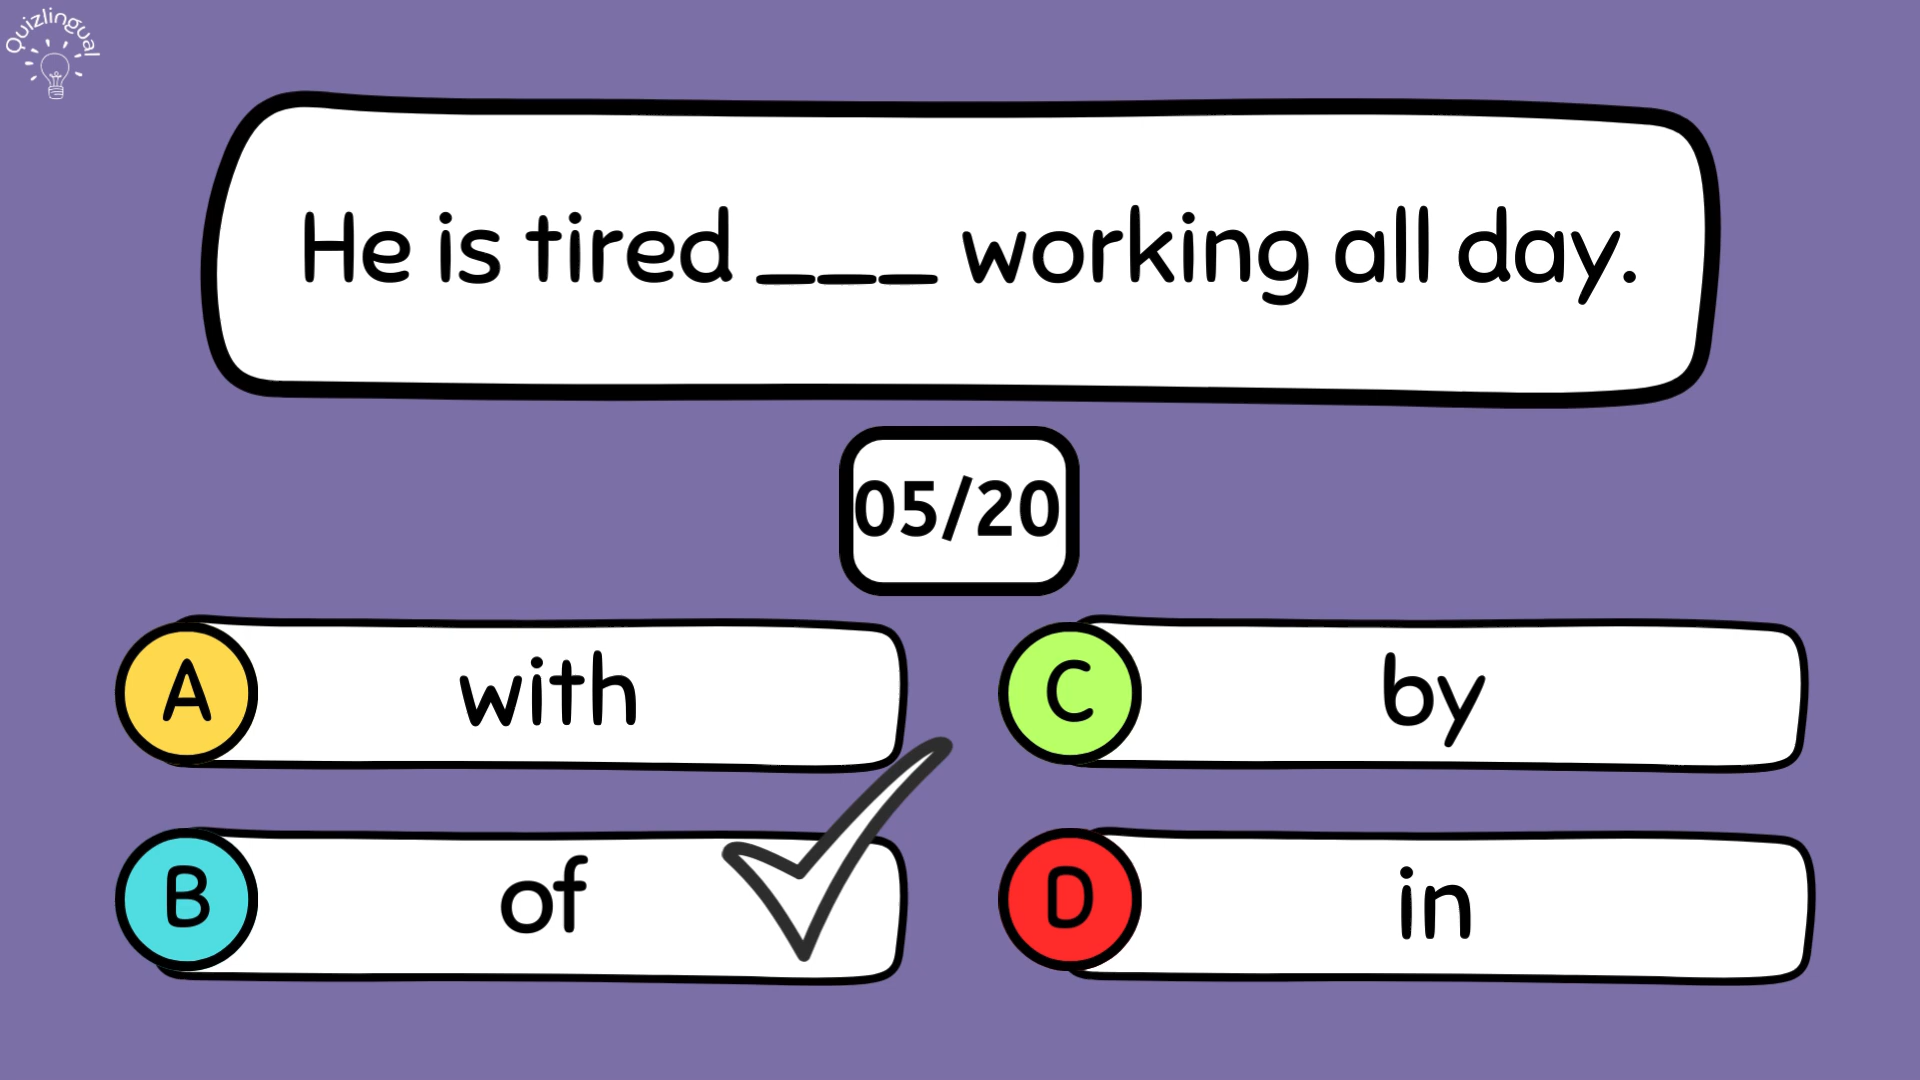 Quizlingual
He is tired ___ working all day.
05/20
A with
C by
B of
D in